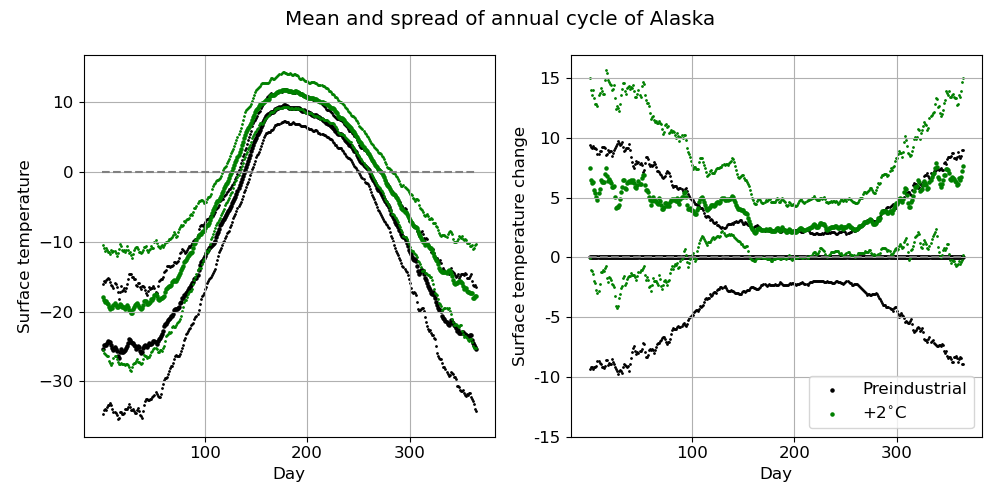 Mean and spread of annual cycle of Alaska
Surface temperature
10
0
−10
−20
−30
100
200
300
Day
Surface temperature change
15
10
5
0
-5
-10
-15
100
200
300
Day
Preindustrial
+2°C